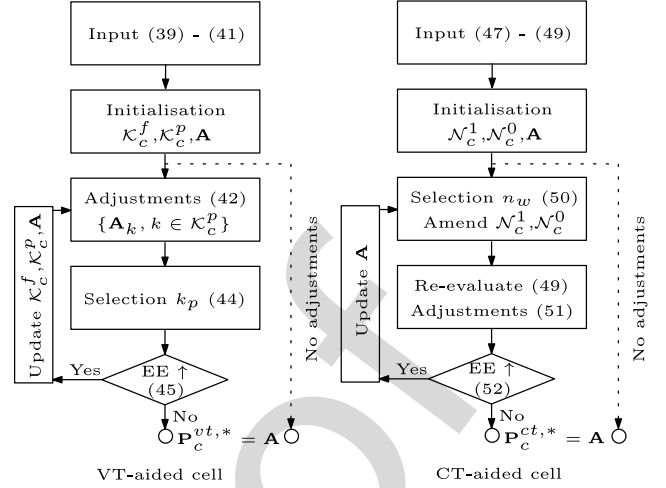 Input (39) - (41)
Initialisation
𝒦_c^f,𝒦_c^p,𝐀
Adjustments (42)
{𝐀_k, k ∈ 𝒦_c^p}
Selection k_p (44)
EE ↑
(45)
Yes
No
Update 𝒦_c^f,𝒦_c^p,𝐀
No adjustments
𝐏_c^{vt,*} = 𝐀
VT-aided cell
Input (47) - (49)
Initialisation
𝒩_c^1,𝒩_c^0,𝐀
Selection n_w (50)
Amend 𝒩_c^1,𝒩_c^0
Re-evaluate (49)
Adjustments (51)
EE ↑
(52)
Yes
No
Update 𝐀
No adjustments
𝐏_c^{ct,*} = 𝐀
CT-aided cell